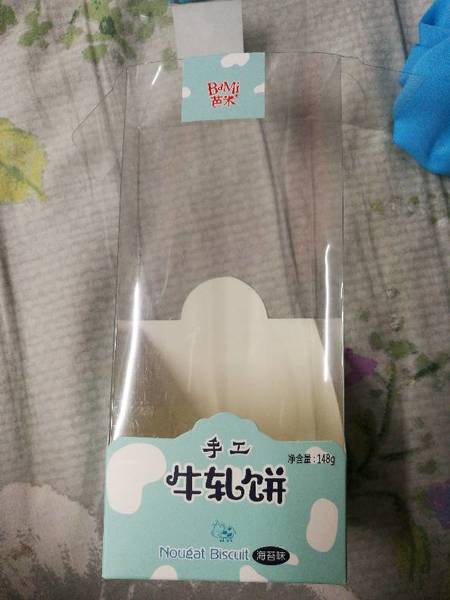 BaMi
芭米
手工
净含量:148g
牛轧饼
Nougat Biscuit
海苔味